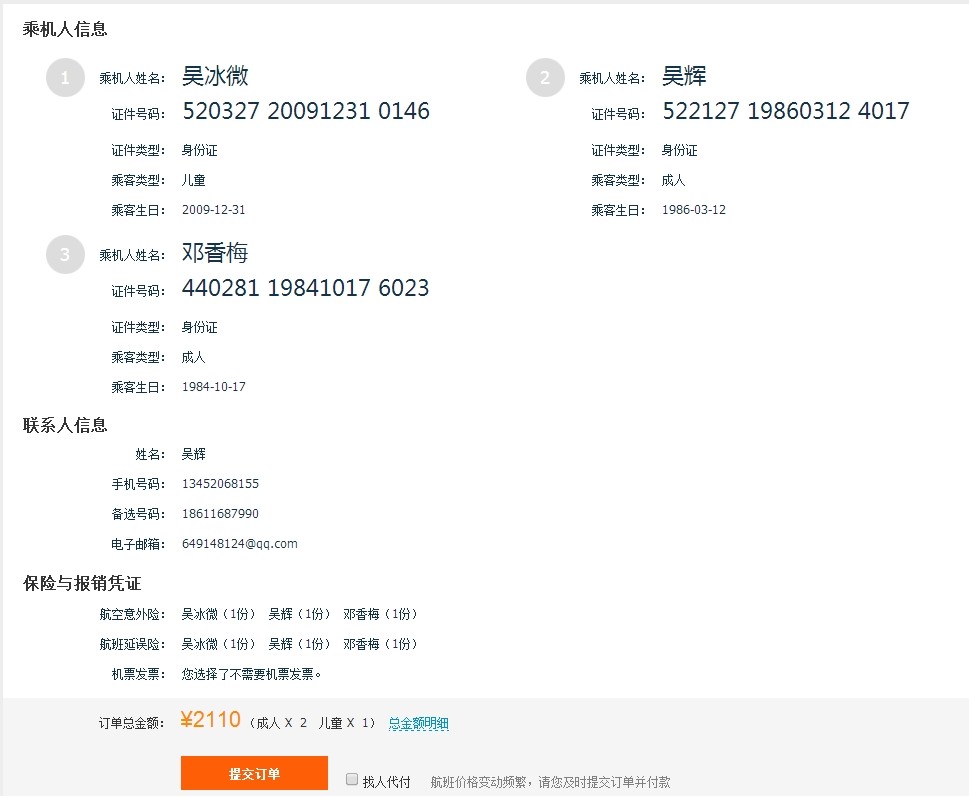 乘机人信息
1 乘机人姓名： 吴冰微
证件号码： 520327 20091231 0146
证件类型： 身份证
乘客类型： 儿童
乘客生日： 2009-12-31
2 乘机人姓名： 吴辉
证件号码： 522127 19860312 4017
证件类型： 身份证
乘客类型： 成人
乘客生日： 1986-03-12
3 乘机人姓名： 邓香梅
证件号码： 440281 19841017 6023
证件类型： 身份证
乘客类型： 成人
乘客生日： 1984-10-17
联系人信息
姓名： 吴辉
手机号码： 13452068155
备选号码： 18611687990
电子邮箱： 649148124@qq.com
保险与报销凭证
航空意外险： 吴冰微（1份） 吴辉（1份） 邓香梅（1份）
航班延误险： 吴冰微（1份） 吴辉（1份） 邓香梅（1份）
机票发票： 您选择了不需要机票发票。
订单总金额： ¥2110 （成人 X 2 儿童 X 1） 总金额明细
提交订单 找人代付 航班价格变动频繁，请您及时提交订单并付款